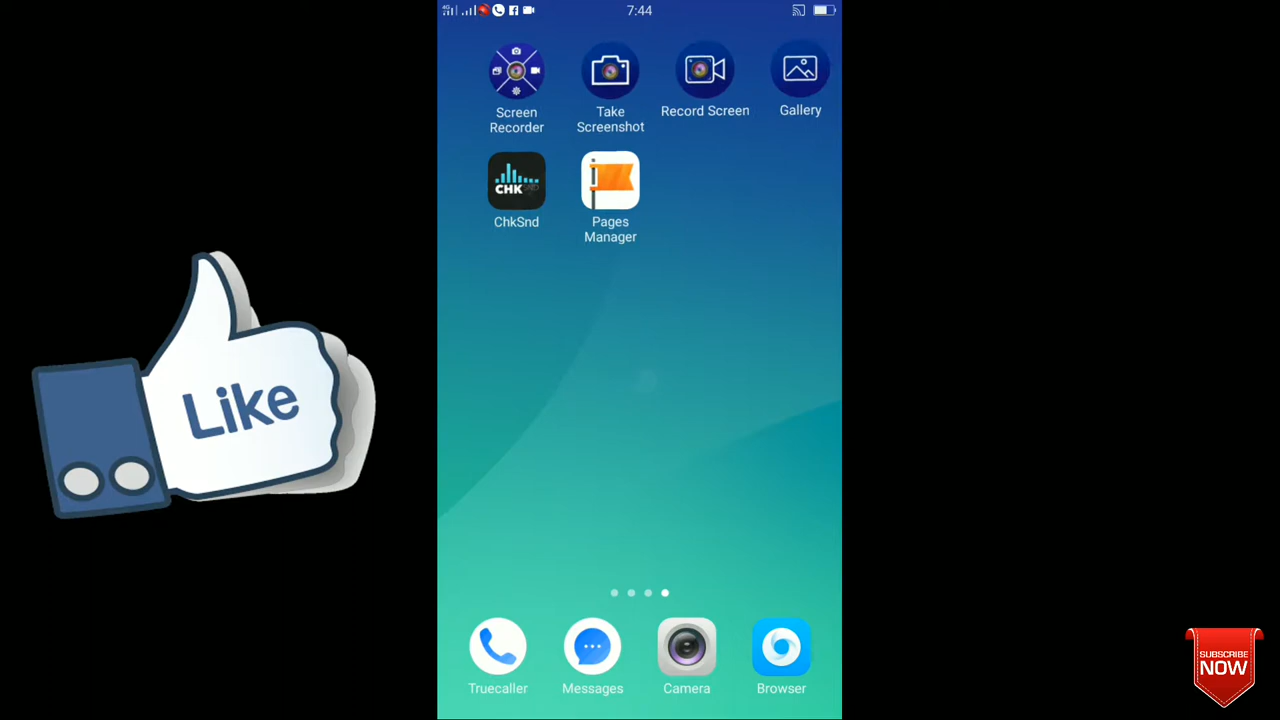 4G
7:44
Screen
Recorder
Take
Screenshot
Record Screen
Gallery
CHK
ChkSnd
Pages
Manager
Like
Truecaller
Messages
Camera
Browser
SUBSCRIBE
NOW